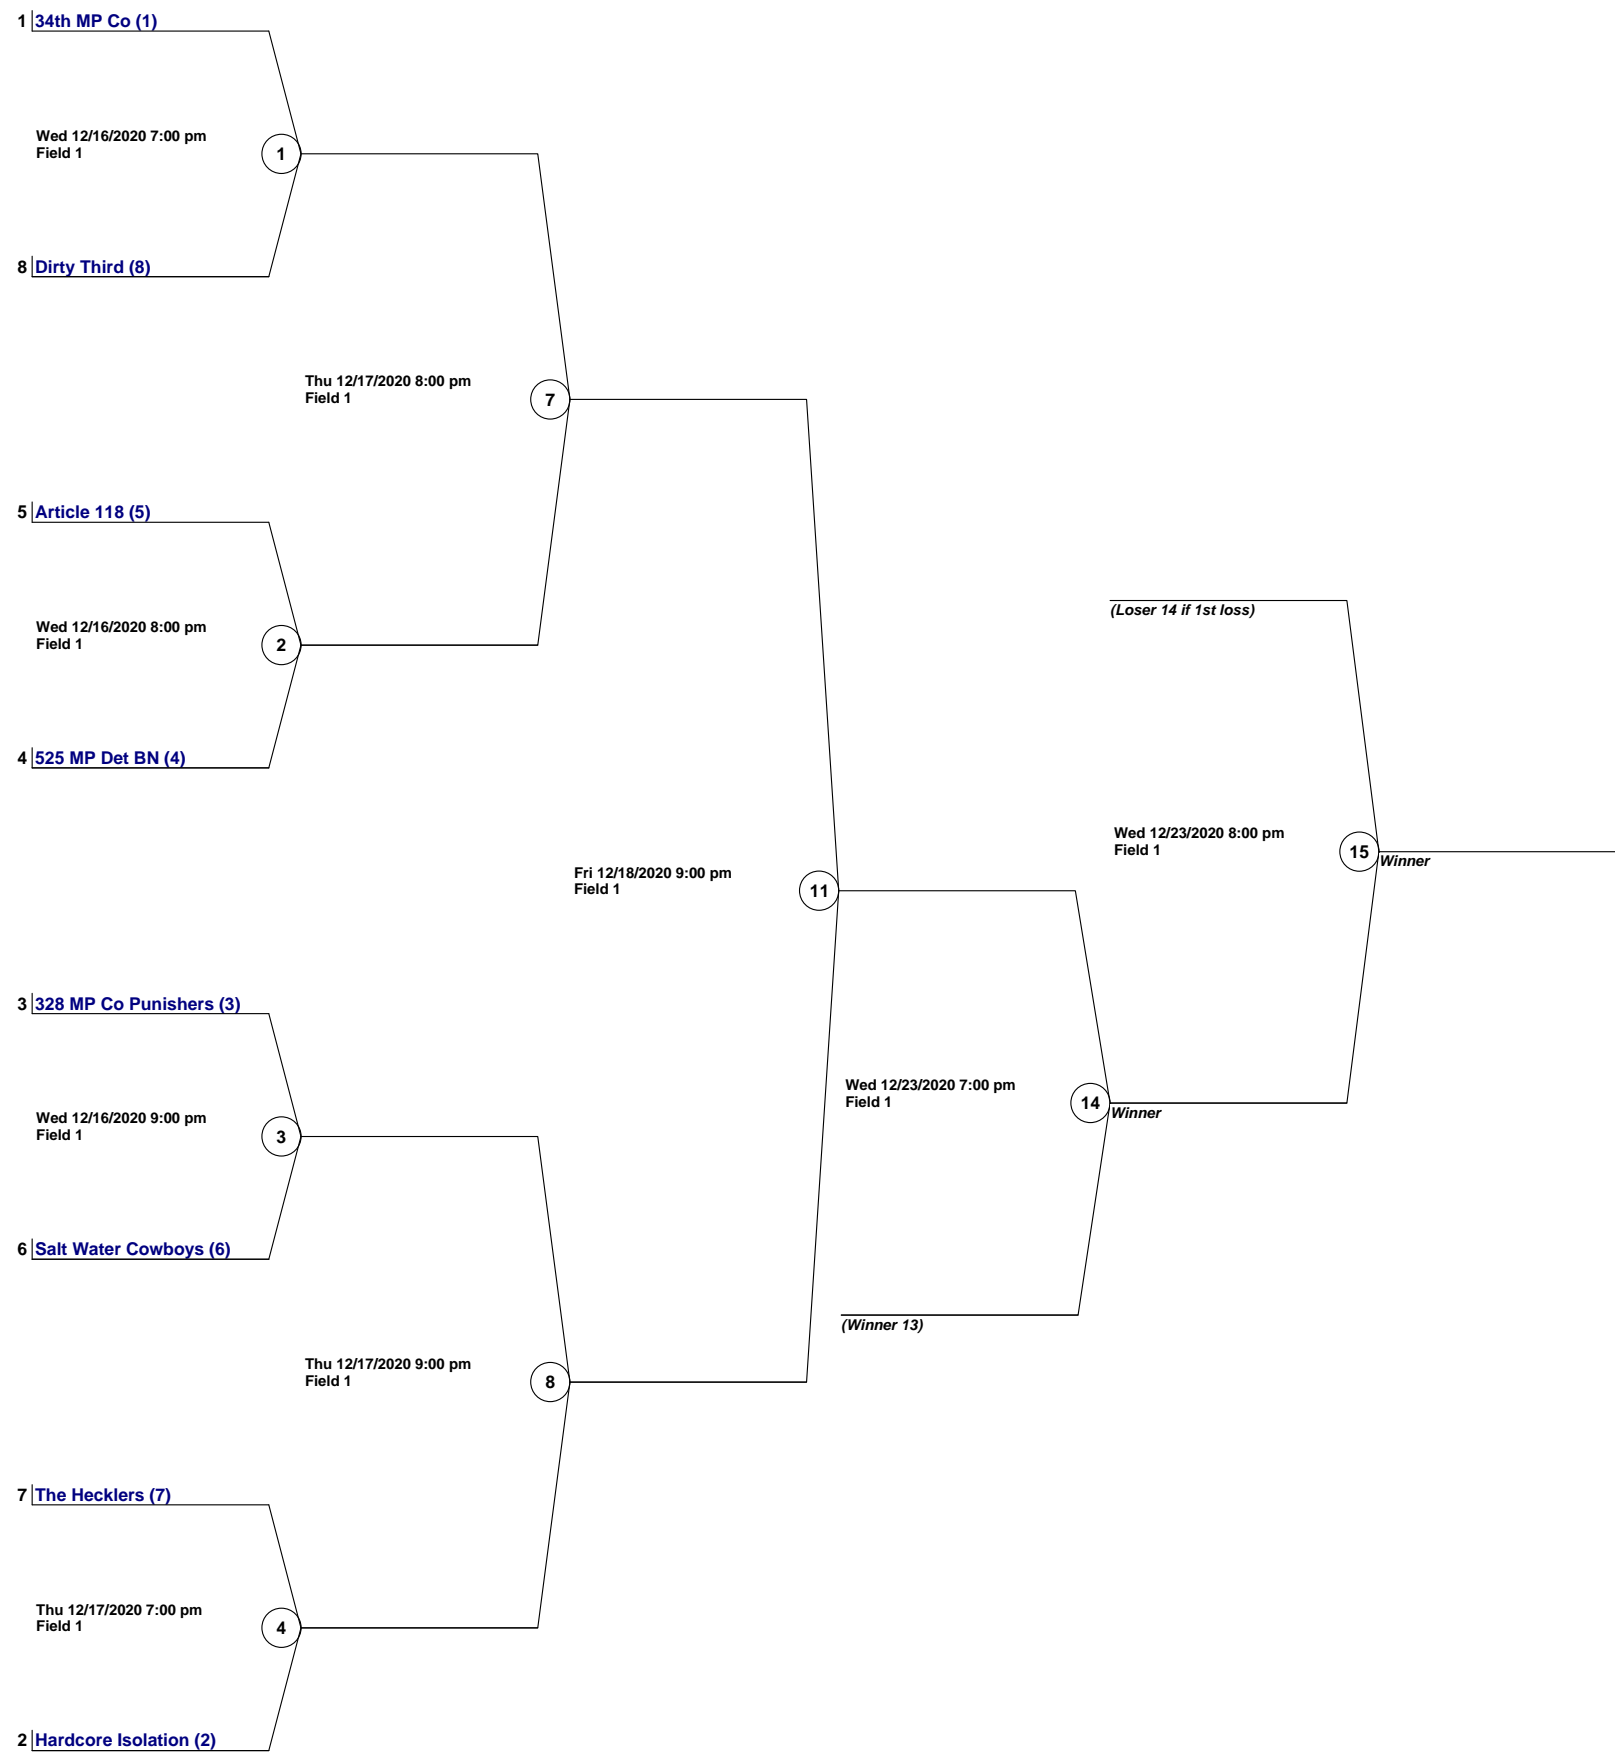 1 34th MP Co (1)
Wed 12/16/2020 7:00 pm
Field 1
1
8 Dirty Third (8)
Thu 12/17/2020 8:00 pm
Field 1
7
5 Article 118 (5)
Wed 12/16/2020 8:00 pm
Field 1
2
4 525 MP Det BN (4)
(Loser 14 if 1st loss)
Wed 12/23/2020 8:00 pm
Field 1
15
Winner
Fri 12/18/2020 9:00 pm
Field 1
11
3 328 MP Co Punishers (3)
Wed 12/16/2020 9:00 pm
Field 1
3
6 Salt Water Cowboys (6)
Wed 12/23/2020 7:00 pm
Field 1
14
Winner
(Winner 13)
Thu 12/17/2020 9:00 pm
Field 1
8
7 The Hecklers (7)
Thu 12/17/2020 7:00 pm
Field 1
4
2 Hardcore Isolation (2)